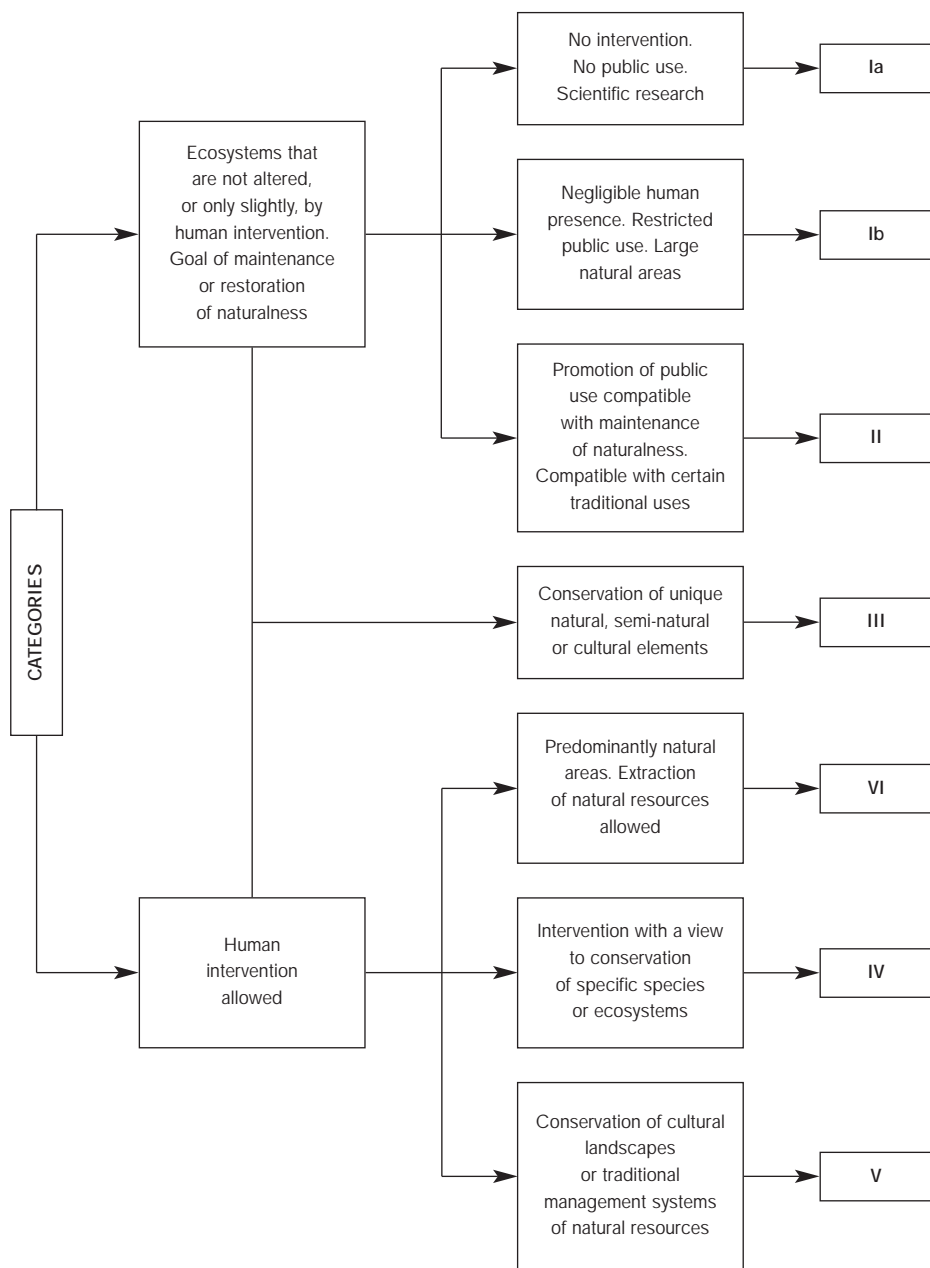 No intervention.
No public use.
Scientific research
Ia
Ecosystems that
are not altered,
or only slightly, by
human intervention.
Goal of maintenance
or restoration
of naturalness
Negligible human
presence. Restricted
public use. Large
natural areas
Ib
Promotion of public
use compatible
with maintenance
of naturalness.
Compatible with certain
traditional uses
II
CATEGORIES
Conservation of unique
natural, semi-natural
or cultural elements
III
Predominantly natural
areas. Extraction
of natural resources
allowed
VI
Human
intervention
allowed
Intervention with a view
to conservation
of specific species
or ecosystems
IV
Conservation of cultural
landscapes
or traditional
management systems
of natural resources
V